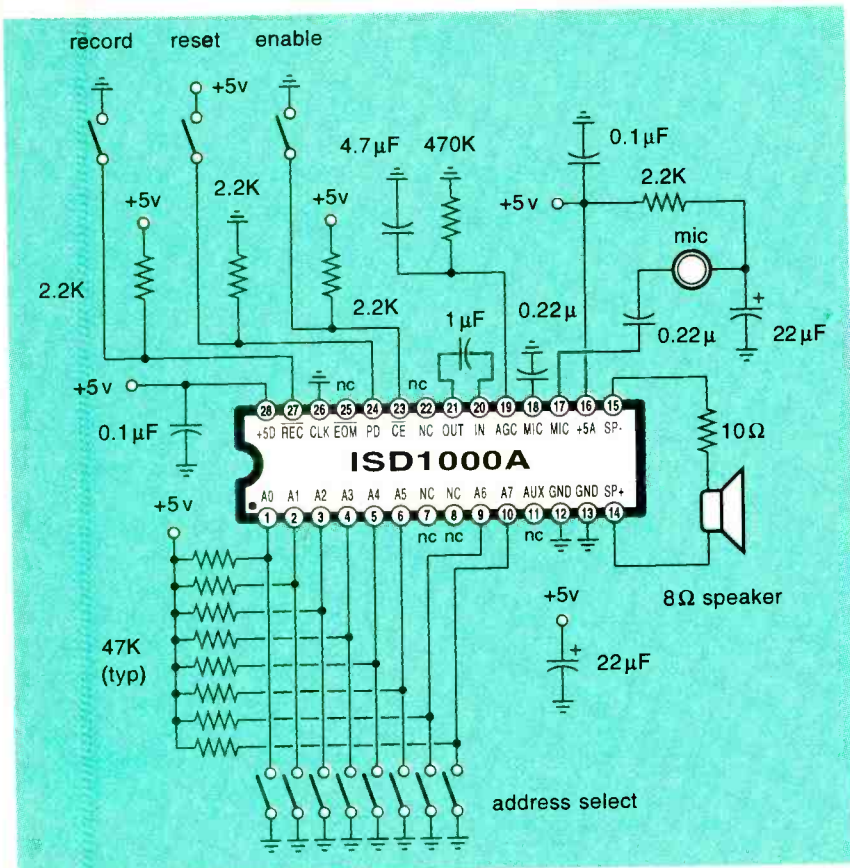 record reset enable
+5v
4.7µF 470K
0.1µF
2.2K
+5v
mic
+5v
2.2K
+5v
2.2K
2.2K
1µF
0.22µ
0.22µ
22µF
+5v
nc
nc
0.1µF
28 27 26 25 24 23 22 21 20 19 18 17 16 15
+5D REC CLK EOM PD CE NC OUT IN AGC MIC MIC +5A SP-
10Ω
ISD1000A
A0 A1 A2 A3 A4 A5 NC NC A6 A7 AUX GND GND SP+
1 2 3 4 5 6 7 8 9 10 11 12 13 14
nc nc nc
+5v
8Ω speaker
+5v
47K
(typ)
22µF
address select